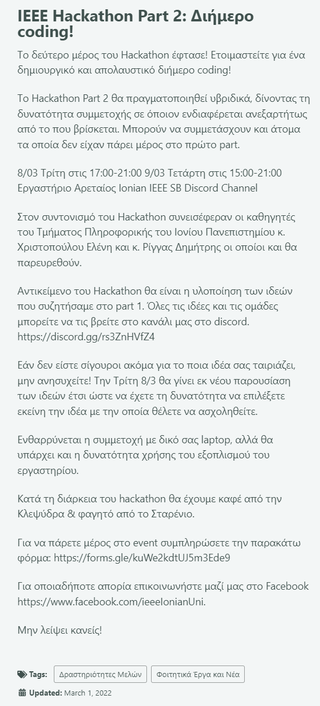 IEEE Hackathon Part 2: Διήμερο
coding!
Το δεύτερο μέρος του Hackathon έφτασε! Ετοιμαστείτε για ένα
δημιουργικό και απολαυστικό διήμερο coding!
Το Hackathon Part 2 θα πραγματοποιηθεί υβριδικά, δίνοντας τη
δυνατότητα συμμετοχής σε όποιον ενδιαφέρεται ανεξαρτήτως
από το που βρίσκεται. Μπορούν να συμμετάσχουν και άτομα
τα οποία δεν είχαν πάρει μέρος στο πρώτο part.
8/03 Τρίτη στις 17:00-21:00 9/03 Τετάρτη στις 15:00-21:00
Εργαστήριο Αρεταίος Ionian IEEE SB Discord Channel
Στον συντονισμό του Hackathon συνεισέφεραν οι καθηγητές
του Τμήματος Πληροφορικής του Ιονίου Πανεπιστημίου κ.
Χριστοπούλου Ελένη και κ. Ρίγγας Δημήτρης οι οποίοι και θα
παρευρεθούν.
Αντικείμενο του Hackathon θα είναι η υλοποίηση των ιδεών
που συζητήσαμε στο part 1. Όλες τις ιδέες και τις ομάδες
μπορείτε να τις βρείτε στο κανάλι μας στο discord.
https://discord.gg/rs3ZnHVfZ4
Εάν δεν είστε σίγουροι ακόμα για το ποια ιδέα σας ταιριάζει,
μην ανησυχείτε! Την Τρίτη 8/3 θα γίνει εκ νέου παρουσίαση
των ιδεών έτσι ώστε να έχετε τη δυνατότητα να επιλέξετε
εκείνη την ιδέα με την οποία θέλετε να ασχοληθείτε.
Ενθαρρύνεται η συμμετοχή με δικό σας laptop, αλλά θα
υπάρχει και η δυνατότητα χρήσης του εξοπλισμού του
εργαστηρίου.
Κατά τη διάρκεια του hackathon θα έχουμε καφέ από την
Κλεψύδρα & φαγητό από το Σταρένιο.
Για να πάρετε μέρος στο event συμπληρώσετε την παρακάτω
φόρμα: https://forms.gle/kuWe2kdtUJ5m3Ede9
Για οποιαδήποτε απορία επικοινωνήστε μαζί μας στο Facebook
https://www.facebook.com/ieeeIonianUni.
Μην λείψει κανείς!
Tags: Δραστηριότητες Μελών Φοιτητικά Έργα και Νέα
Updated: March 1, 2022